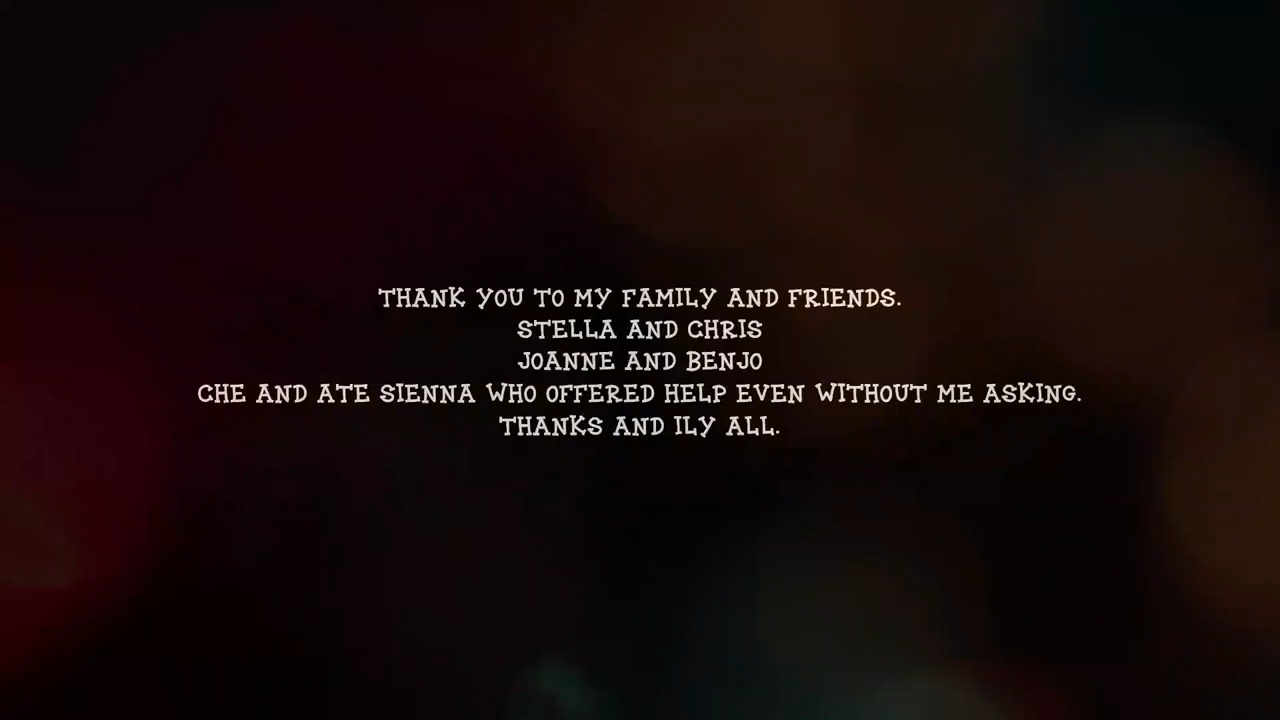 THANK YOU TO MY FAMILY AND FRIENDS.
STELLA AND CHRIS
JOANNE AND BENJO
CHE AND ATE SIENNA WHO OFFERED HELP EVEN WITHOUT ME ASKING.
THANKS AND ILY ALL.